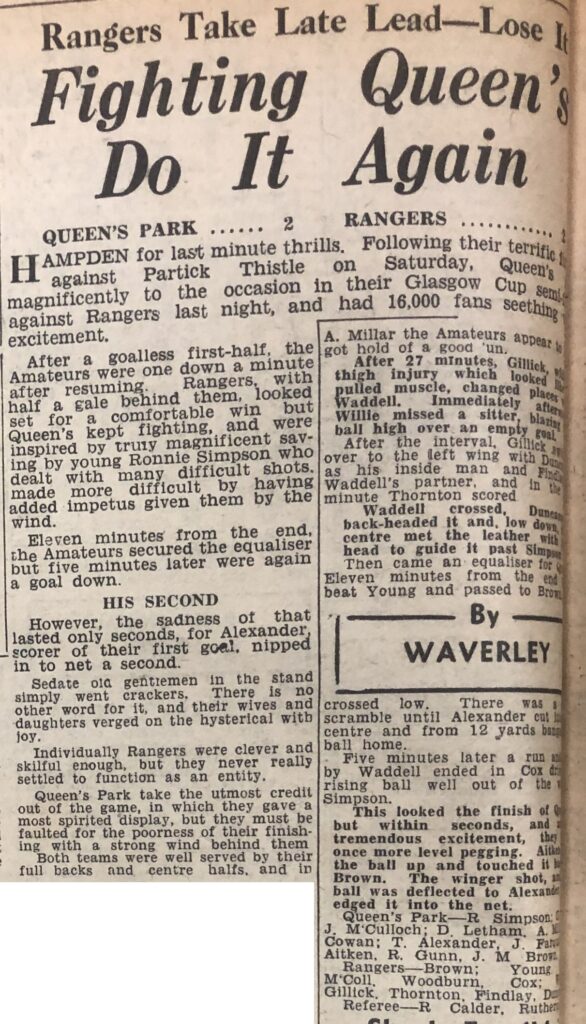 Rangers Take Late Lead—Lose It
Fighting Queen's
Do It Again
QUEEN'S PARK ...... 2 RANGERS ............ 2
HAMPDEN for last minute thrills. Following their terrific
against Partick Thistle on Saturday, Queen's
magnificently to the occasion in their Glasgow Cup semi-
against Rangers last night, and had 16,000 fans seething
excitement.
After a goalless first-half, the
Amateurs were one down a minute
after resuming. Rangers, with
half a gale behind them, looked
set for a comfortable win but
Queen's kept fighting, and were
inspired by truly magnificent sav-
ing by young Ronnie Simpson who
dealt with many difficult shots,
made more difficult by having
added impetus given them by the
wind.
Eleven minutes from the end,
the Amateurs secured the equaliser
but five minutes later were again
a goal down.
HIS SECOND
However, the sadness of that
lasted only seconds, for Alexander,
scorer of their first goal, nipped
in to net a second.
Sedate old gentlemen in the stand
simply went crackers. There is no
other word for it, and their wives and
daughters verged on the hysterical with
joy.
Individually Rangers were clever and
skilful enough, but they never really
settled to function as an entity.
Queen's Park take the utmost credit
out of the game, in which they gave a
most spirited display, but they must be
faulted for the poorness of their finish-
ing with a strong wind behind them
Both teams were well served by their
full backs and centre halfs, and in
A. Millar the Amateurs appear to
got hold of a good 'un.
After 27 minutes, Gillick,
thigh injury which looked
pulled muscle, changed places
Waddell. Immediately
Willie missed a sitter, blazing
ball high over an empty goal.
After the interval, Gillick
over to the left wing with
as his inside man and
Waddell's partner, and in the
minute Thornton scored
Waddell crossed, Duncan
back-headed it and, low down,
centre met the leather with
head to guide it past Simpson
Then came an equaliser for
Eleven minutes from the end
beat Young and passed to
By
WAVERLEY
crossed low. There was a
scramble until Alexander cut
centre and from 12 yards
ball home.
Five minutes later a run
by Waddell ended in Cox
rising ball well out of the
Simpson.
This looked the finish of
but within seconds, and
tremendous excitement, they
once more level pegging.
the ball up and touched it
Brown. The winger shot,
ball was deflected to Alexander
edged it into the net.
Queen's Park—R Simpson;
J. M'Culloch; D. Letham, A.
Cowan; T. Alexander, J.
Aitken, R. Gunn, J. M Brown.
Rangers—Brown; Young
M'Coll, Woodburn, Cox;
Gillick, Thornton, Findlay,
Referee—R Calder,